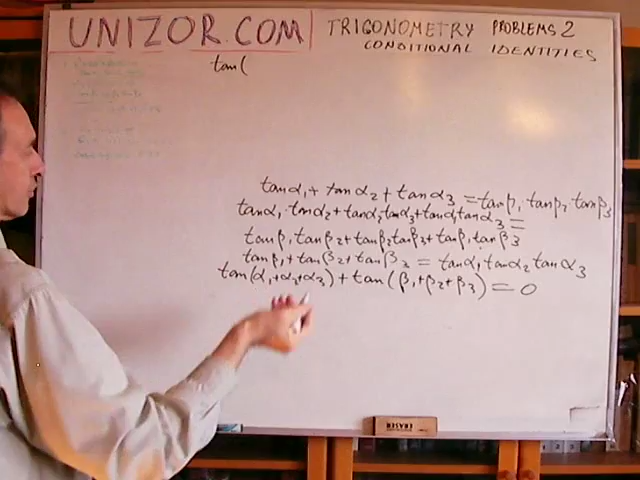 UNIZOR.COM
TRIGONOMETRY PROBLEMS 2
CONDITIONAL IDENTITIES
tan(
tanα₁ + tanα₂ + tanα₃ = tanβ₁ tanβ₂ tanβ₃
tanα₁ tanα₂ + tanα₂ tanα₃ + tanα₁ tanα₃ =
tanβ₁ tanβ₂ + tanβ₂ tanβ₃ + tanβ₁ tanβ₃
tanβ₁ + tanβ₂ + tanβ₃ = tanα₁ tanα₂ tanα₃
tan(α₁+α₂+α₃) + tan(β₁+β₂+β₃) = 0
ERASER